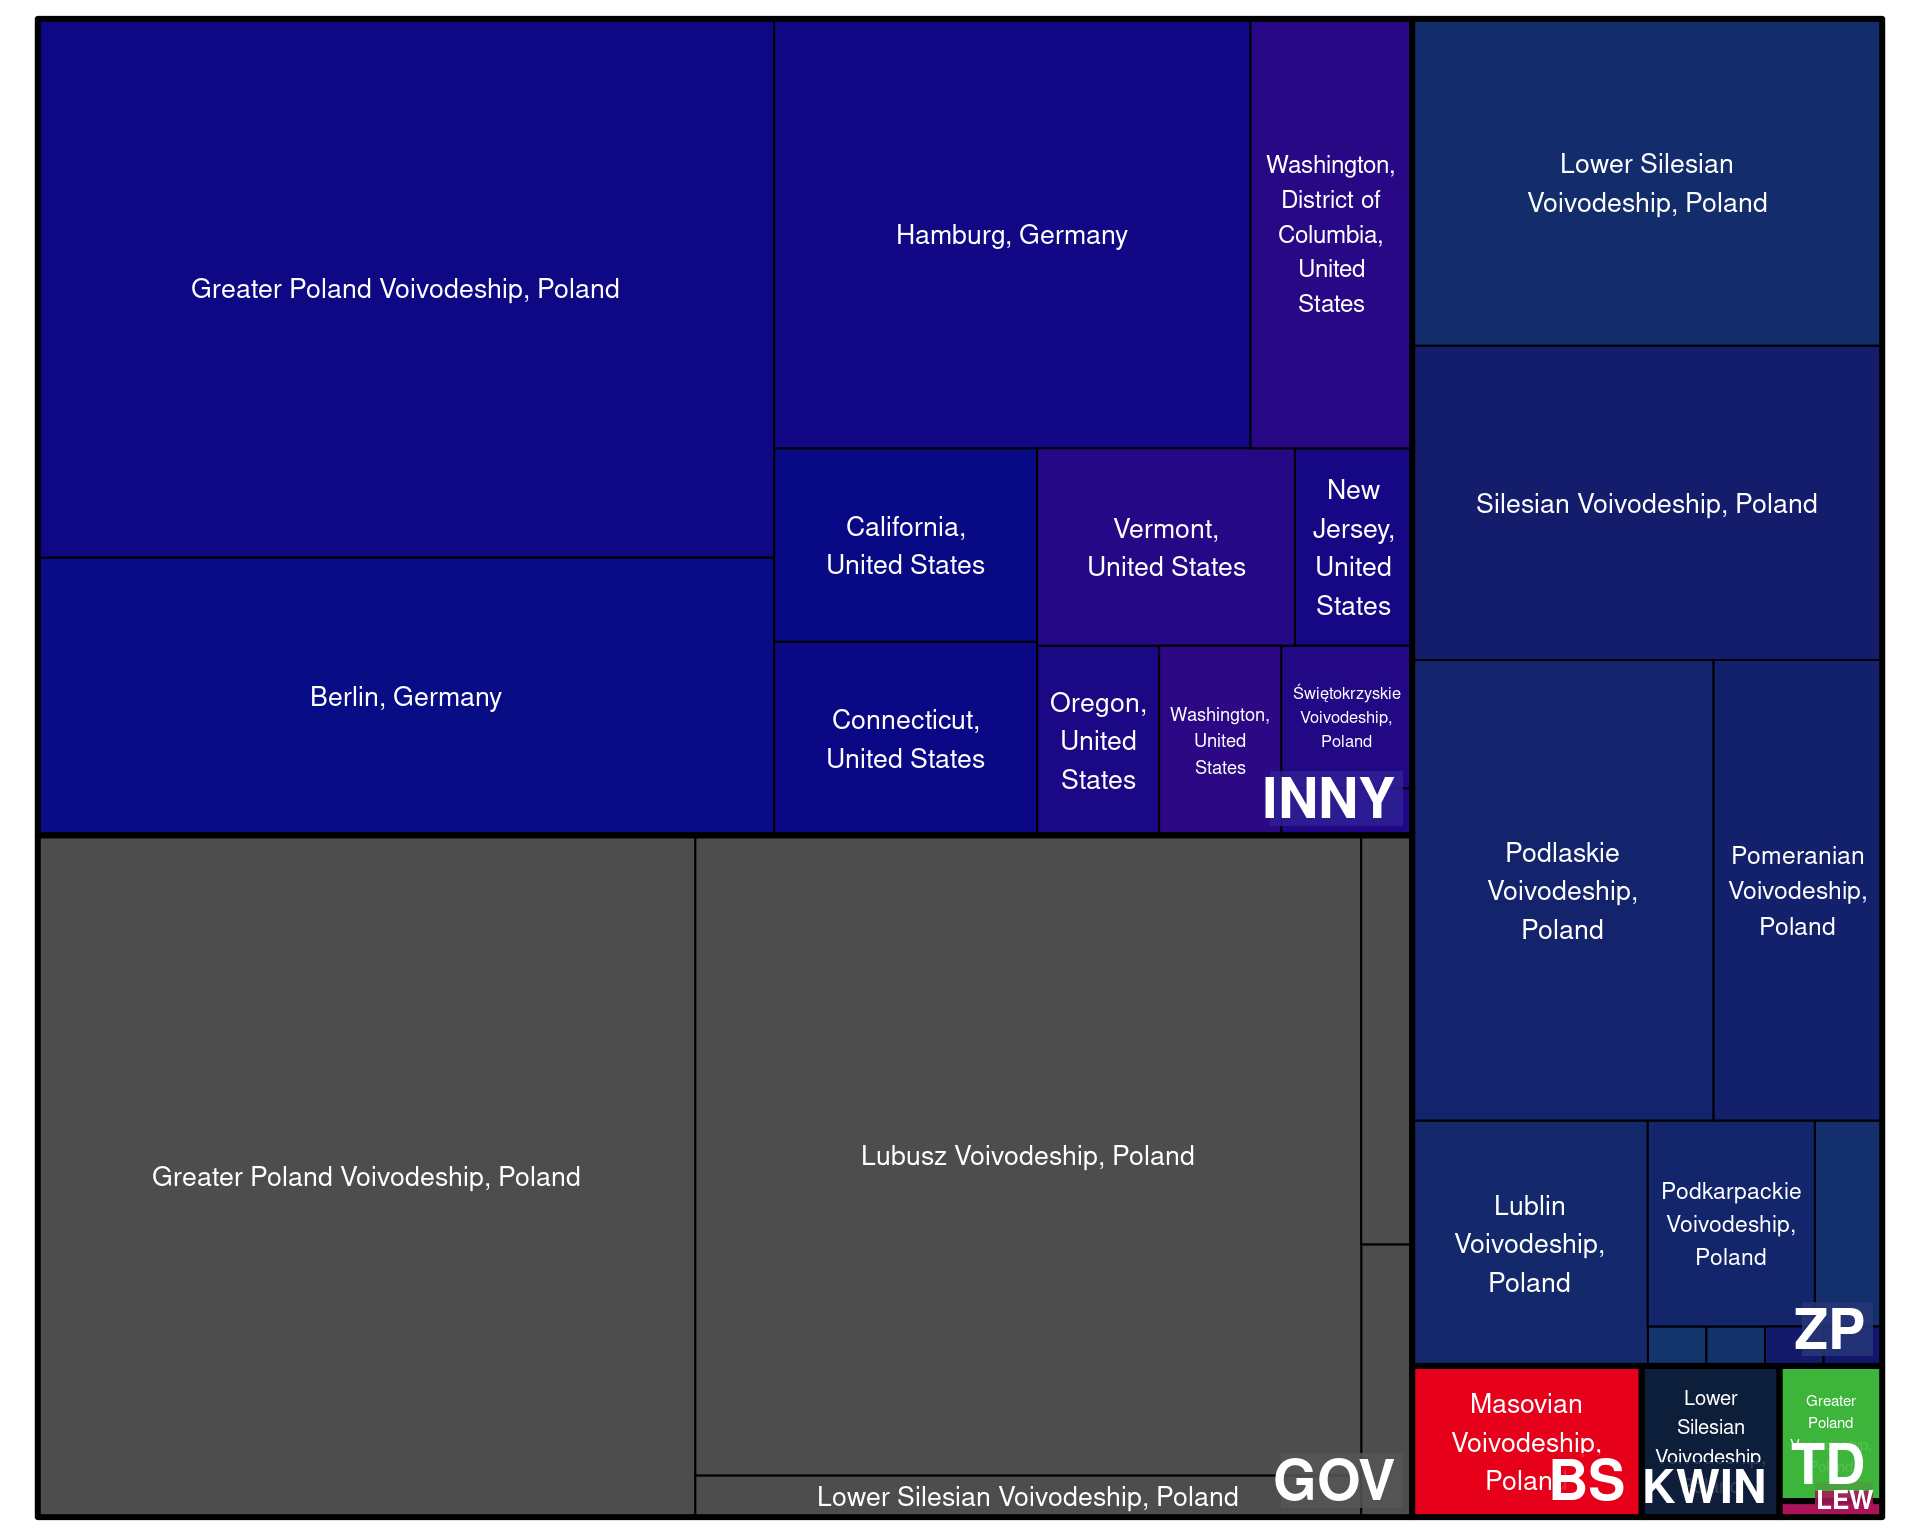 Greater Poland Voivodeship, Poland
Hamburg, Germany
Washington,
District of
Columbia,
United
States
Berlin, Germany
California,
United States
Connecticut,
United States
Vermont,
United States
New
Jersey,
United
States
Oregon,
United
States
Washington,
United
States
Świętokrzyskie
Voivodeship,
Poland
INNY
Greater Poland Voivodeship, Poland
Lubusz Voivodeship, Poland
Lower Silesian Voivodeship, Poland
GOV
Lower Silesian
Voivodeship, Poland
Silesian Voivodeship, Poland
Podlaskie
Voivodeship,
Poland
Pomeranian
Voivodeship,
Poland
Lublin
Voivodeship,
Poland
Podkarpackie
Voivodeship,
Poland
ZP
Masovian
Voivodeship,
Poland
BS
Lower
Silesian
Voivodeship,
KWIN
Greater
Poland
TD
LEW